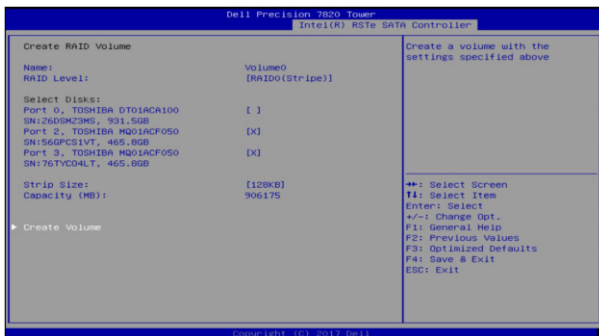 Dell Precision 7820 Tower
Intel(R) RSTe SATA Controller
Create RAID Volume
Name: Volume0
RAID Level: [RAID0(Stripe)]
Select Disks:
Port 0, TOSHIBA DT01ACA100 [ ]
SN:26DSMZ3MS, 931.5GB
Port 2, TOSHIBA MQ01ACF050 [X]
SN:56GPCS1VT, 465.8GB
Port 3, TOSHIBA MQ01ACF050 [X]
SN:76TYC04LT, 465.8GB
Strip Size: [128KB]
Capacity (MB): 906175
▶ Create Volume
Create a volume with the
settings specified above
→←: Select Screen
↑↓: Select Item
Enter: Select
+/-: Change Opt.
F1: General Help
F2: Previous Values
F3: Optimized Defaults
F4: Save & Exit
ESC: Exit
Copyright (C) 2017 Dell